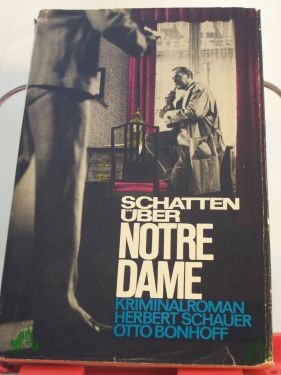 SCHATTEN
ÜBER
NOTRE
DAME
KRIMINALROMAN
HERBERT SCHAUER
OTTO BONHOFF